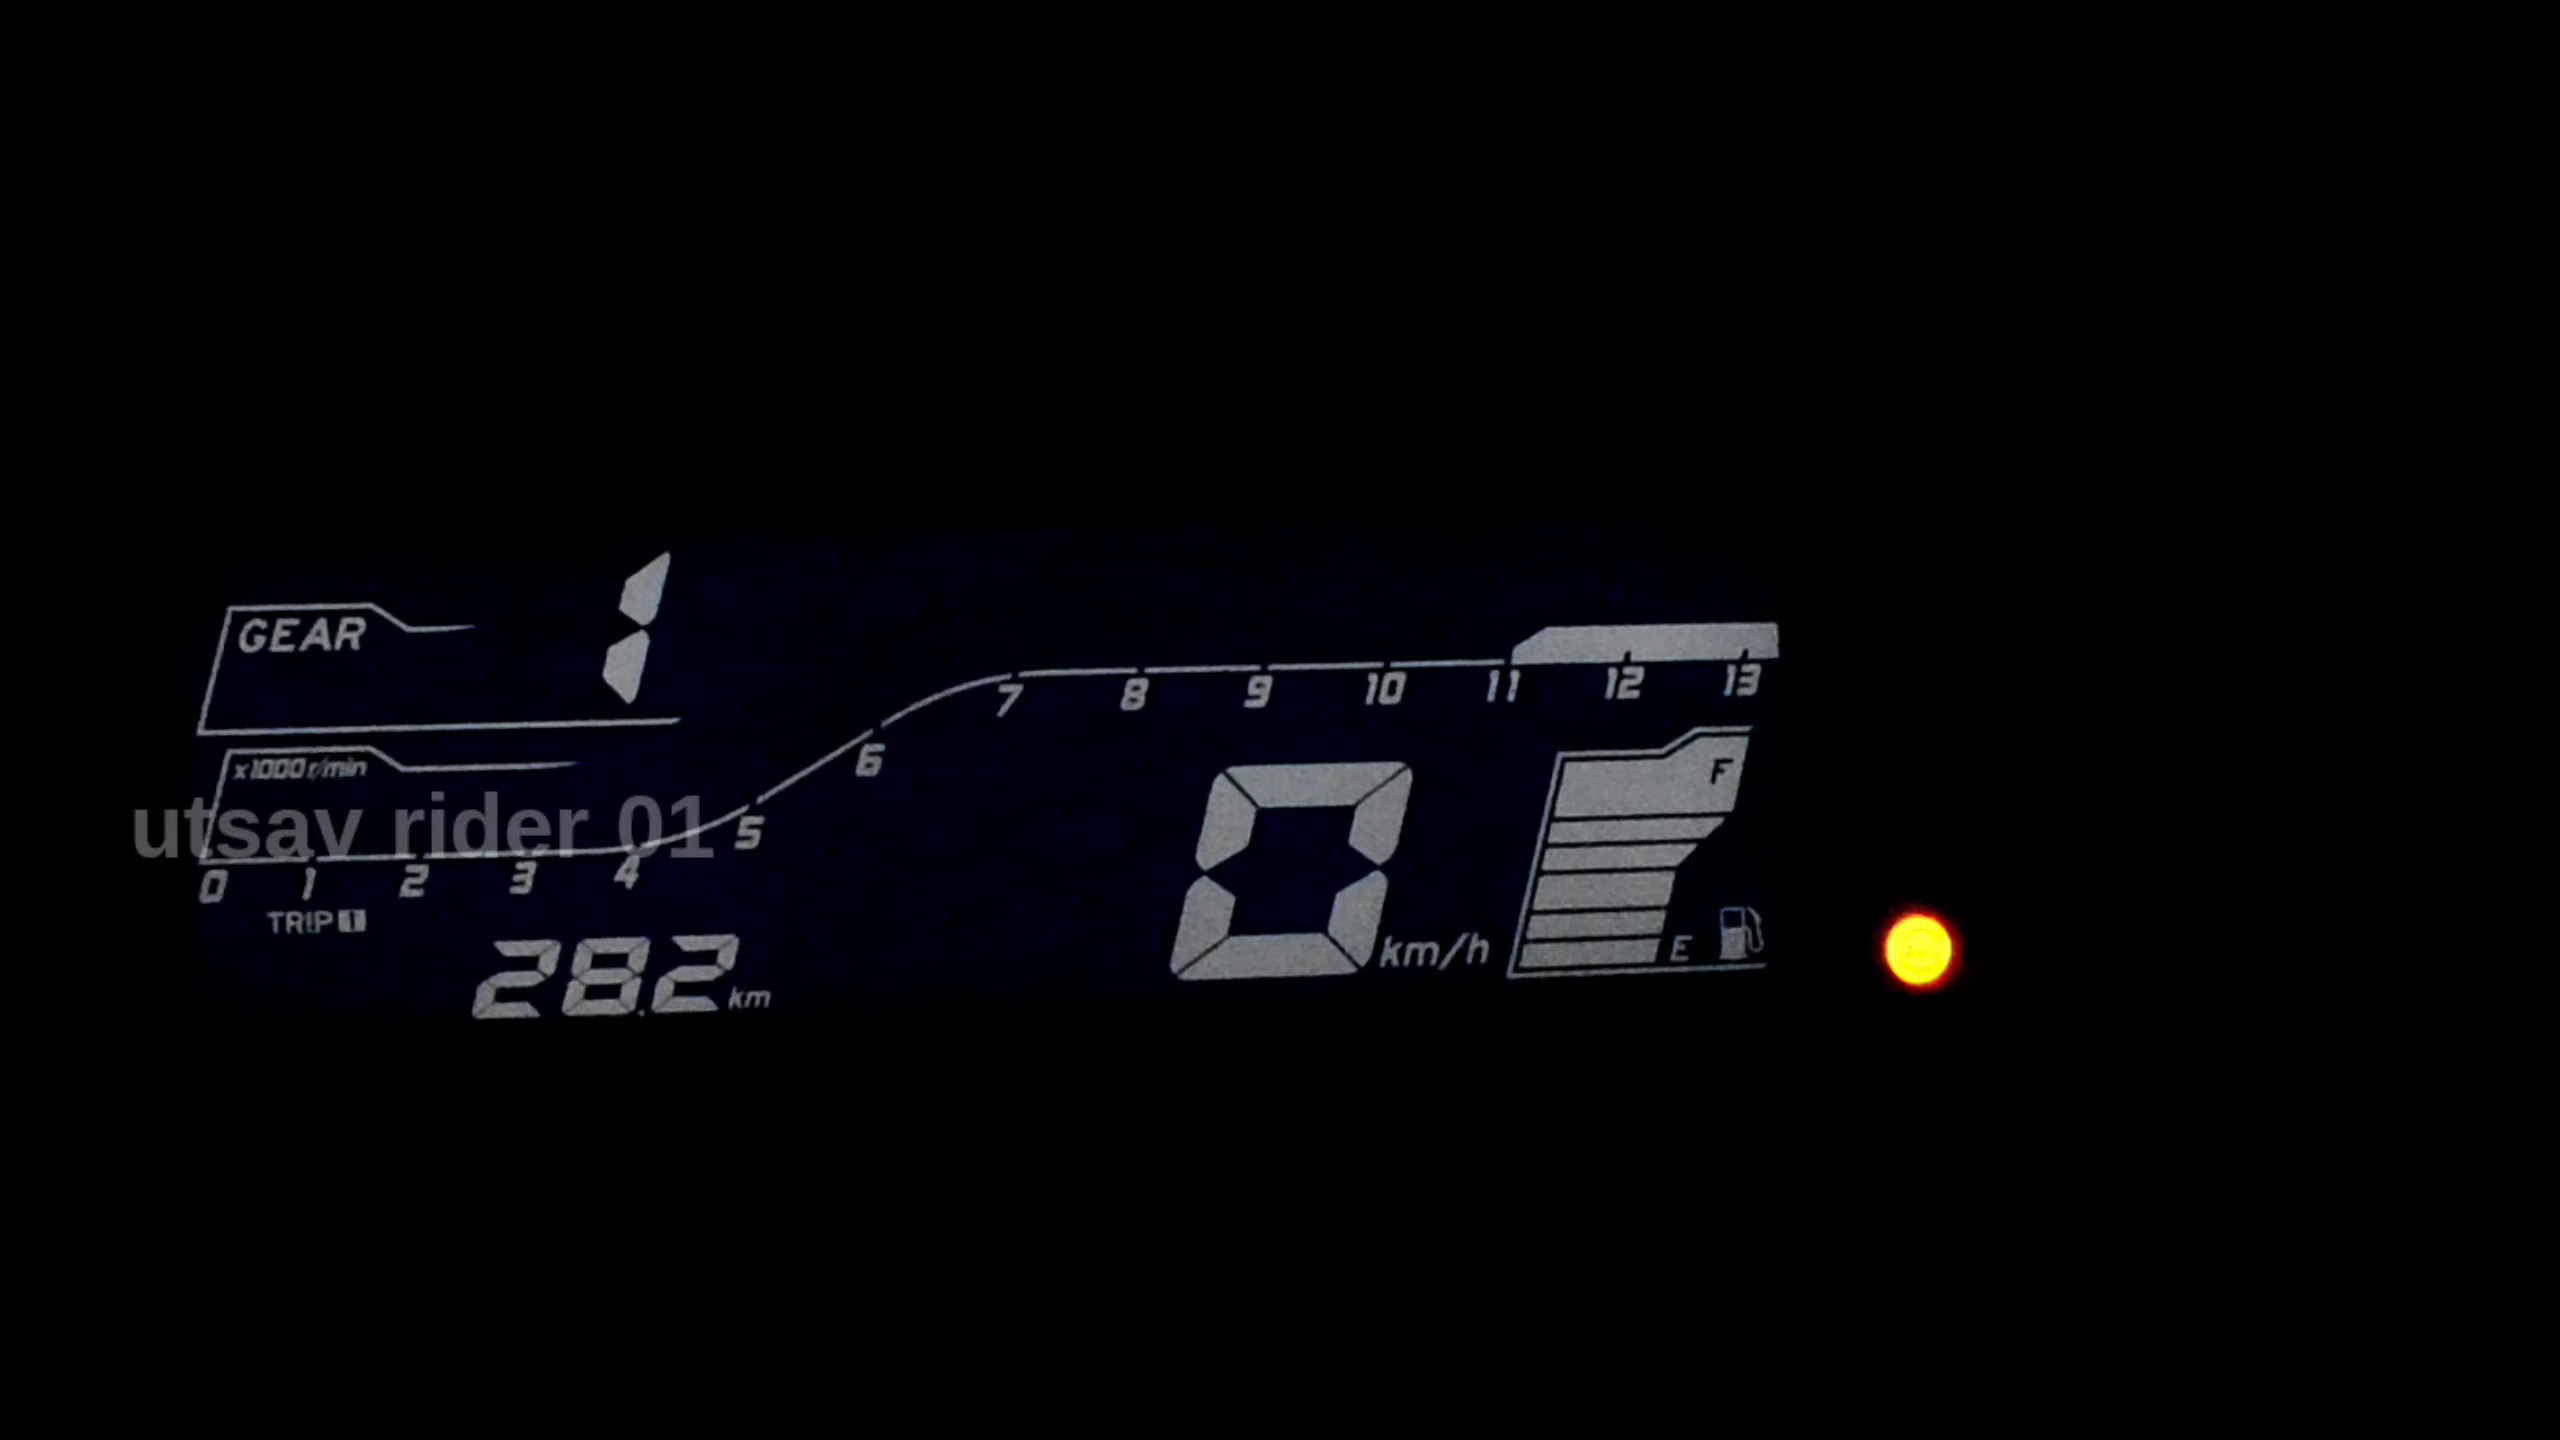 GEAR 1
x1000 r/min
utsav rider 01
0 1 2 3 4 5 6 7 8 9 10 11 12 13
TRIP 1
28.2 km
0 km/h
F
E